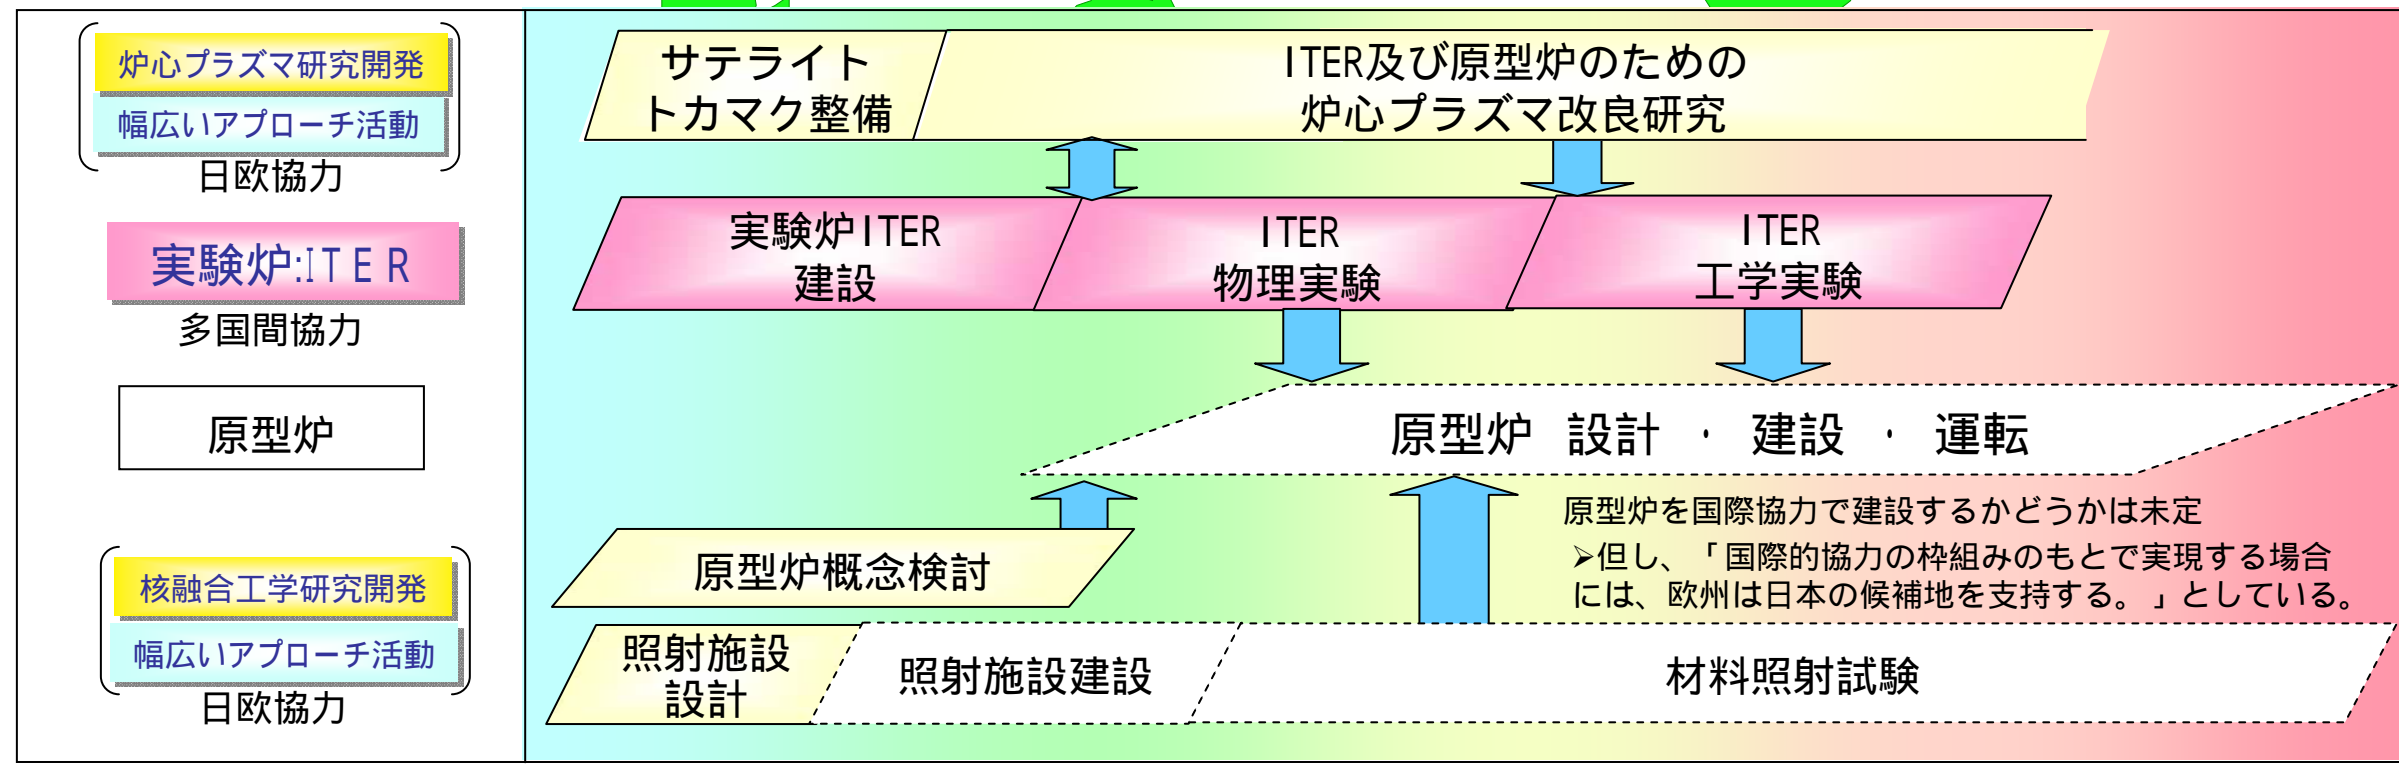 炉心プラズマ研究開発
幅広いアプローチ活動
日欧協力
実験炉:ITER
多国間協力
原型炉
核融合工学研究開発
幅広いアプローチ活動
日欧協力
サテライト
トカマク整備
ITER及び原型炉のための
炉心プラズマ改良研究
実験炉ITER
建設
ITER
物理実験
ITER
工学実験
原型炉 設計 ・ 建設 ・ 運転
原型炉概念検討
原型炉を国際協力で建設するかどうかは未定
➢但し、「国際的協力の枠組みのもとで実現する場合
には、欧州は日本の候補地を支持する。」としている。
照射施設
設計
照射施設建設
材料照射試験